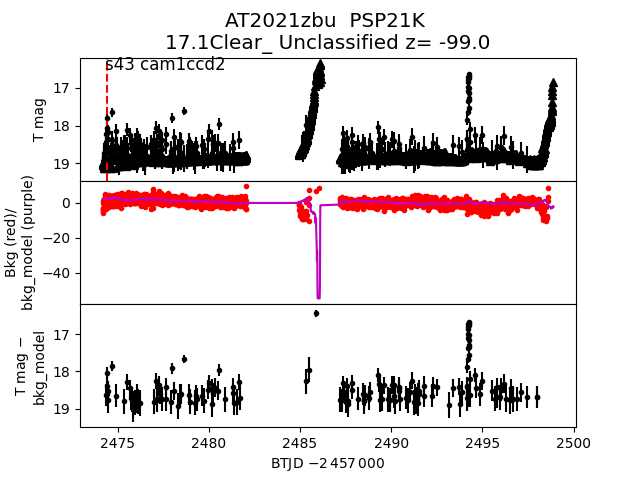 AT2021zbu  PSP21K
17.1Clear_ Unclassified z= -99.0
s43 cam1ccd2
17
18
19
T mag
0
−20
−40
Bkg (red)/
bkg_model (purple)
17
18
19
T mag −
bkg_model
2475
2480
2485
2490
2495
2500
BTJD −2 457 000